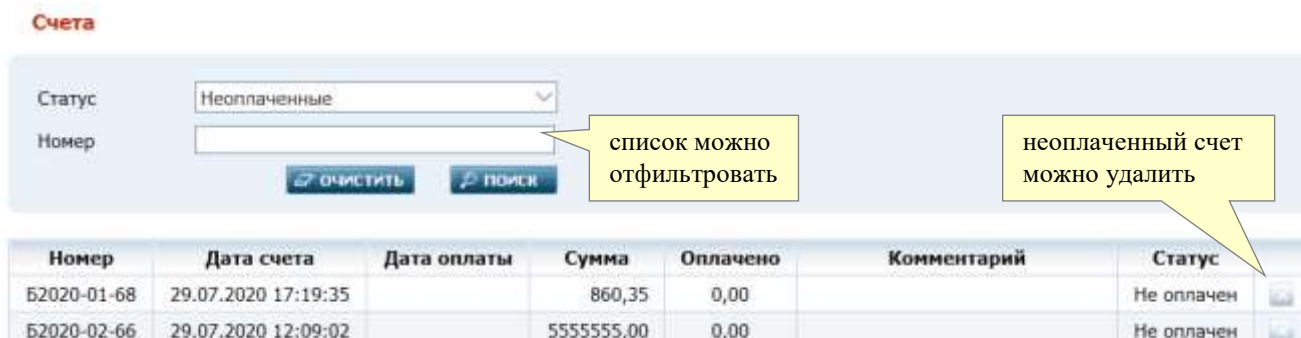 Счета
Статус Неоплаченные
Номер
список можно
отфильтровать
неоплаченный счет
можно удалить
ОЧИСТИТЬ ПОИСК
Номер Дата счета Дата оплаты Сумма Оплачено Комментарий Статус
Б2020-01-68 29.07.2020 17:19:35 860,35 0,00 Не оплачен
Б2020-02-66 29.07.2020 12:09:02 5555555,00 0,00 Не оплачен